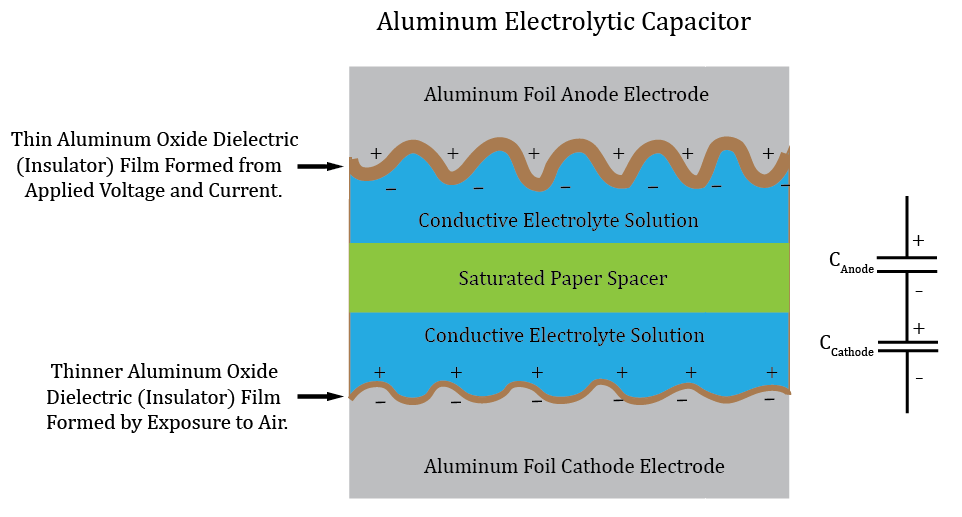 Aluminum Electrolytic Capacitor
Aluminum Foil Anode Electrode
Thin Aluminum Oxide Dielectric
(Insulator) Film Formed from
Applied Voltage and Current.
+ + + + + +
– – – – – –
Conductive Electrolyte Solution
Saturated Paper Spacer
Conductive Electrolyte Solution
Thinner Aluminum Oxide
Dielectric (Insulator) Film
Formed by Exposure to Air.
+ + + + + +
– – – – – –
Aluminum Foil Cathode Electrode
+
CAnode
–
+
CCathode
–